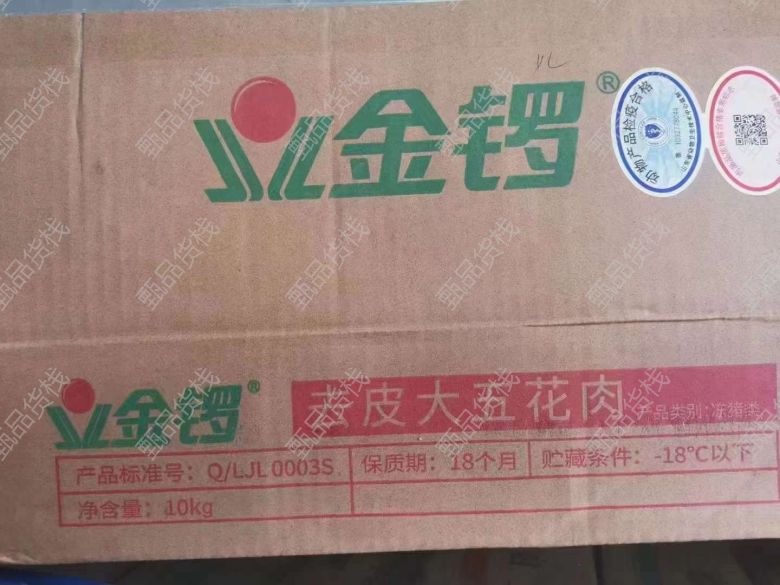 金锣®
动物产品检疫合格
金锣®
去皮大五花肉
产品类别：冻猪类
产品标准号：Q/LJL 0003S
保质期：18个月
贮藏条件：-18℃以下
净含量：10kg
甄品货栈